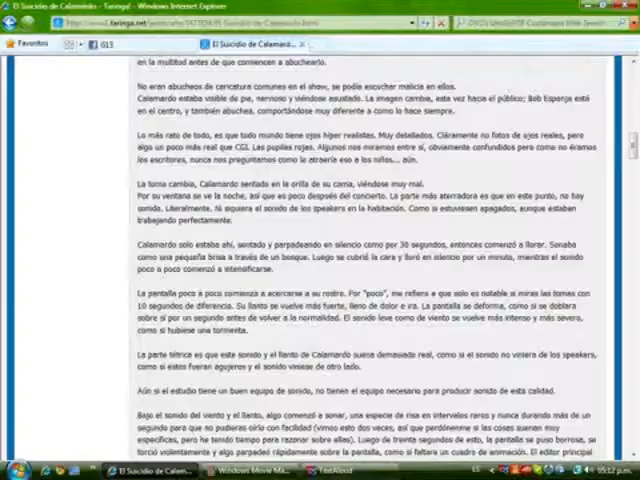 El Suicidio de Calamardo - Taringa! - Windows Internet Explorer
Favoritos
613
El Suicidio de Calamard...
en la multitud antes de que comiencen a abuchearlo.
No eran abucheos de caricatura comunes en el show, se podía escuchar malicia en ellos.
Calamardo estaba visible de pie, nervioso y viéndose asustado. La imagen cambia, esta vez hacia el público; Bob Esponja está
en el centro, y también abuchea, comportándose muy diferente a como lo hace siempre.
Lo más rato de todo, es que todo mundo tiene ojos hiper realistas. Muy detallados. Claramente no fotos de ojos reales, pero
algo un poco más real que CGI. Las pupilas rojas. Algunos nos miramos entre sí, obviamente confundidos pero como no éramos
los escritores, nunca nos preguntamos como le atraería eso a los niños... aún.
La toma cambia, Calamardo sentado en la orilla de su cama, viéndose muy mal.
Por su ventana se ve la noche, así que es poco después del concierto. La parte más aterradora es que en este punto, no hay
sonido. Literalmente. Ni siquiera el sonido de los speakers en la habitación. Como si estuviesen apagados, aunque estaban
trabajando perfectamente.
Calamardo solo estaba ahí, sentado y parpadeando en silencio como por 30 segundos, entonces comenzó a llorar. Sonaba
como una pequeña brisa a través de un bosque. Luego se cubrió la cara y lloró en silencio por un minuto, mientras el sonido
poco a poco comenzó a intensificarse.
La pantalla poco a poco comienza a acercarse a su rostro. Por "poco", me refiero a que solo es notable si miras las tomas con
10 segundos de diferencia. Su llanto se vuelve más fuerte, lleno de dolor e ira. La pantalla se deforma, como si se doblara
sobre sí por un segundo antes de volver a la normalidad. El sonido leve como de viento se vuelve más intenso y más severo,
como si hubiese una tormenta.
La parte tétrica es que este sonido y el llanto de Calamardo suena demasiado real, como si el sonido no viniera de los speakers,
como si estos fueran agujeros y el sonido viniese de otro lado.
Aún si el estudio tiene un buen equipo de sonido, no tienen el equipo necesario para producir sonido de esta calidad.
Bajo el sonido del viento y el llanto, algo comenzó a sonar, una especie de risa en intervalos raros y nunca durando más de un
segundo para que no pudieras oírlo con facilidad (vimos esto dos veces, así que perdónenme si las cosas suenan muy
específicas, pero he tenido tiempo para razonar sobre ellas). Luego de treinta segundos de esto, la pantalla se puso borrosa, se
torció violentamente y algo parpadeó rápidamente sobre la pantalla, como si faltara un cuadro de animación. El editor principal
El Suicidio de Calam...
Windows Movie Ma...
TextAloud
ES
05:12 p.m.